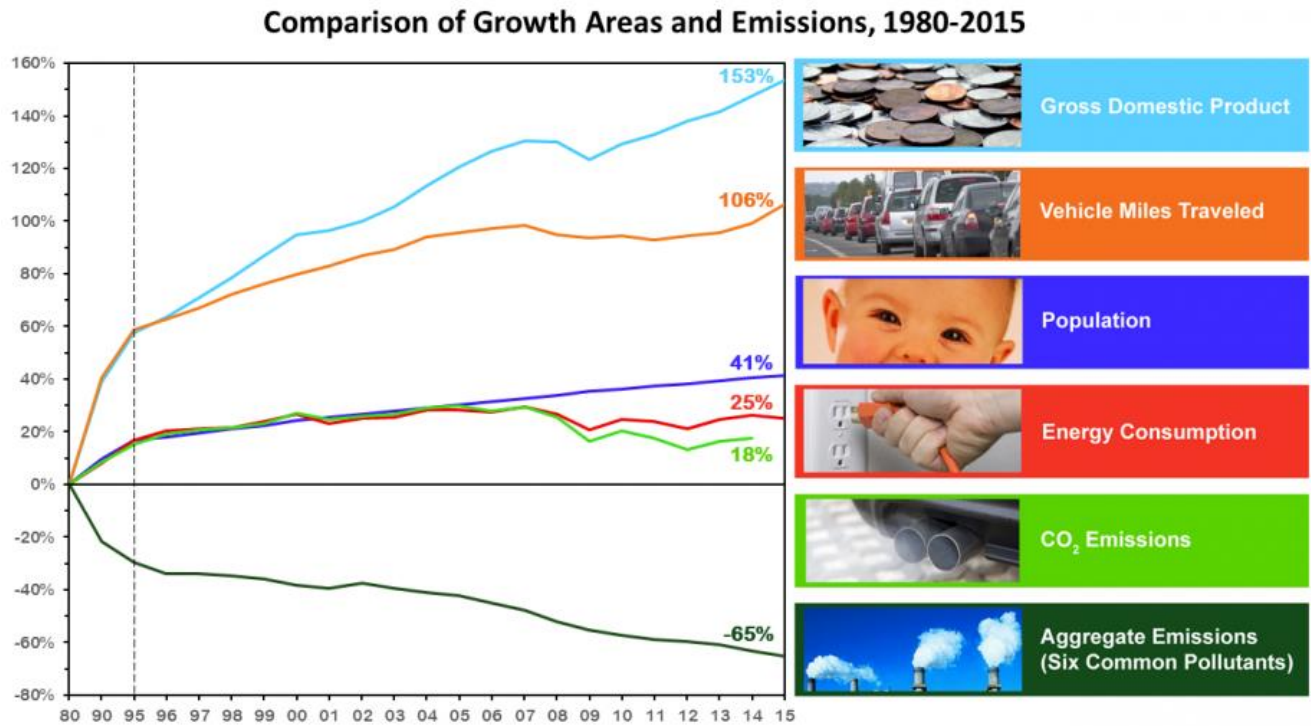 Comparison of Growth Areas and Emissions, 1980-2015
160%
140%
120%
100%
80%
60%
40%
20%
0%
-20%
-40%
-60%
-80%
153%
106%
41%
25%
18%
-65%
80 90 95 96 97 98 99 00 01 02 03 04 05 06 07 08 09 10 11 12 13 14 15
Gross Domestic Product
Vehicle Miles Traveled
Population
Energy Consumption
CO₂ Emissions
Aggregate Emissions
(Six Common Pollutants)